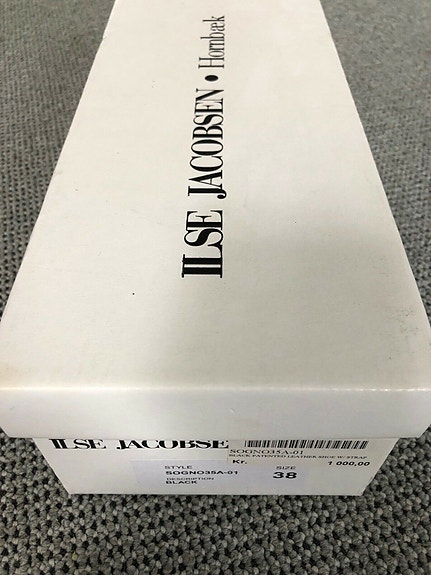 ILSE JACOBSEN • Hornbæk
ILSE JACOBSE
SOGNO35A-01
BLACK PATENTED LEATHER SHOE W/ STRAP
Kr. 1 000,00
STYLE
SOGNO35A-01
DESCRIPTION
BLACK
SIZE
38